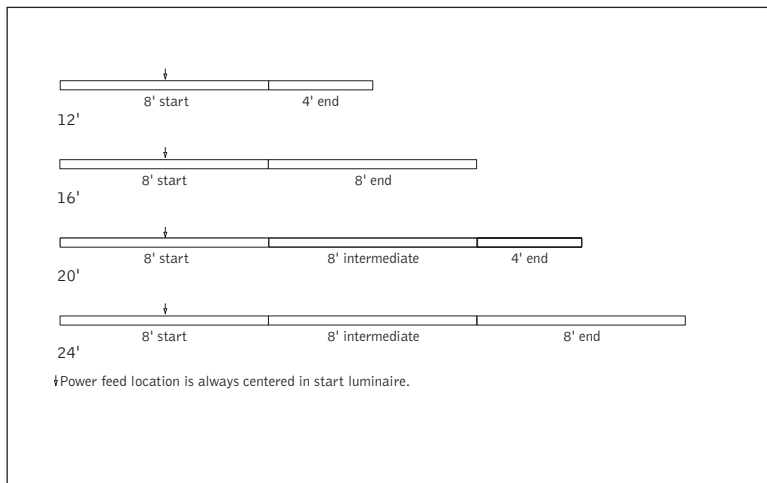 8' start 4' end
12'
8' start 8' end
16'
8' start 8' intermediate 4' end
20'
8' start 8' intermediate 8' end
24'
Power feed location is always centered in start luminaire.